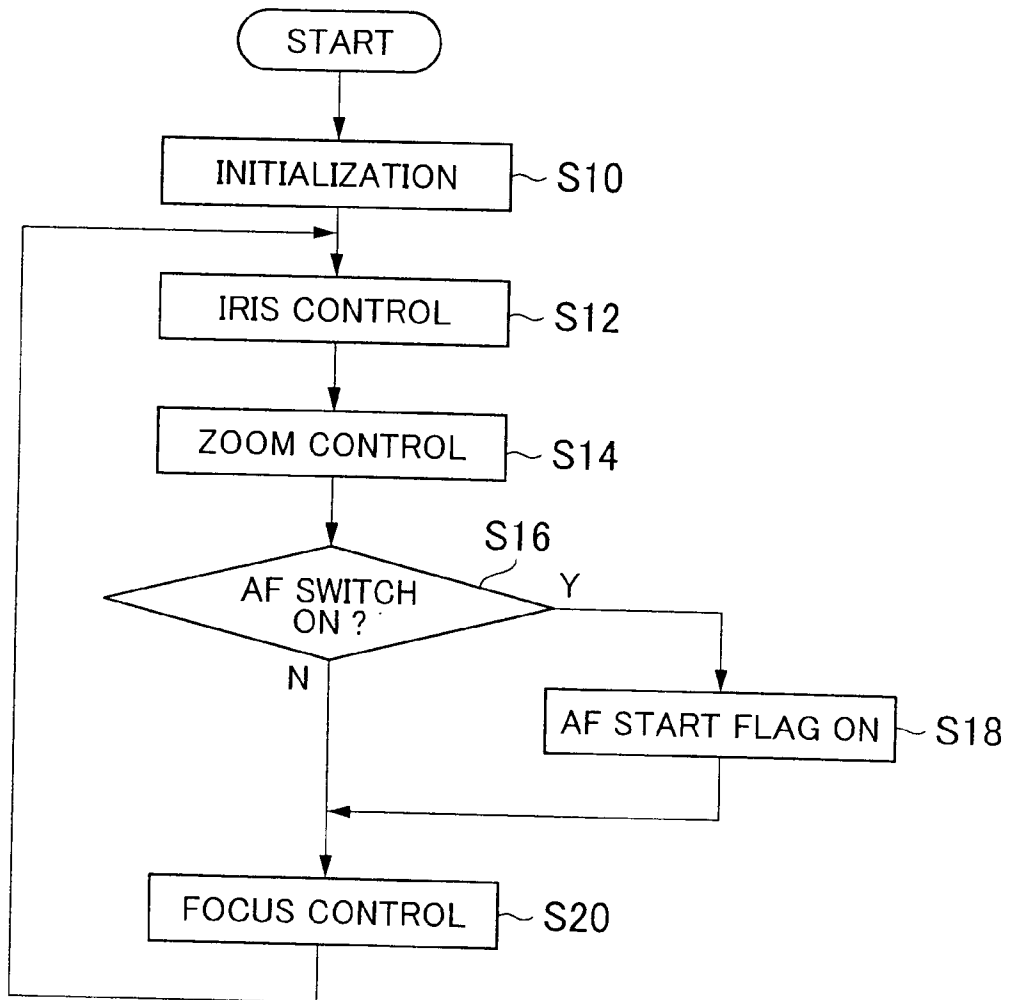 START
INITIALIZATION
S10
IRIS CONTROL
S12
ZOOM CONTROL
S14
S16
AF SWITCH
ON ?
Y
N
AF START FLAG ON
S18
FOCUS CONTROL
S20